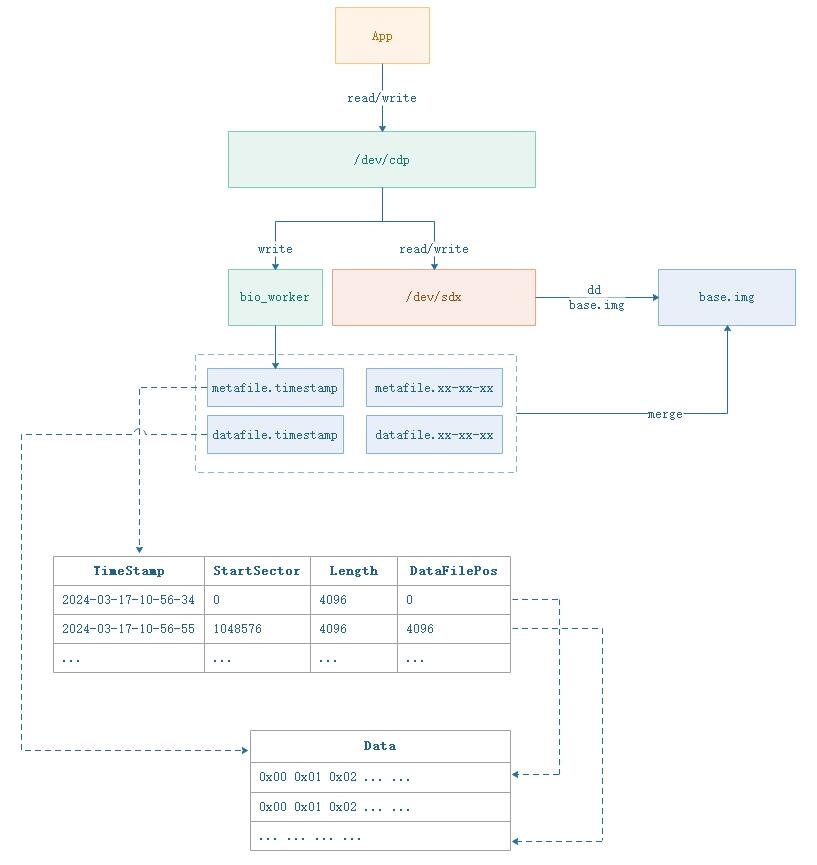 App
read/write
/dev/cdp
write
read/write
bio_worker
/dev/sdx
dd
base.img
base.img
metafile.timestamp
metafile.xx-xx-xx
datafile.timestamp
datafile.xx-xx-xx
merge
TimeStamp StartSector Length DataFilePos
2024-03-17-10-56-34 0 4096 0
2024-03-17-10-56-55 1048576 4096 4096
... ... ... ...
Data
0x00 0x01 0x02 ... ...
0x00 0x01 0x02 ... ...
... ... ... ...